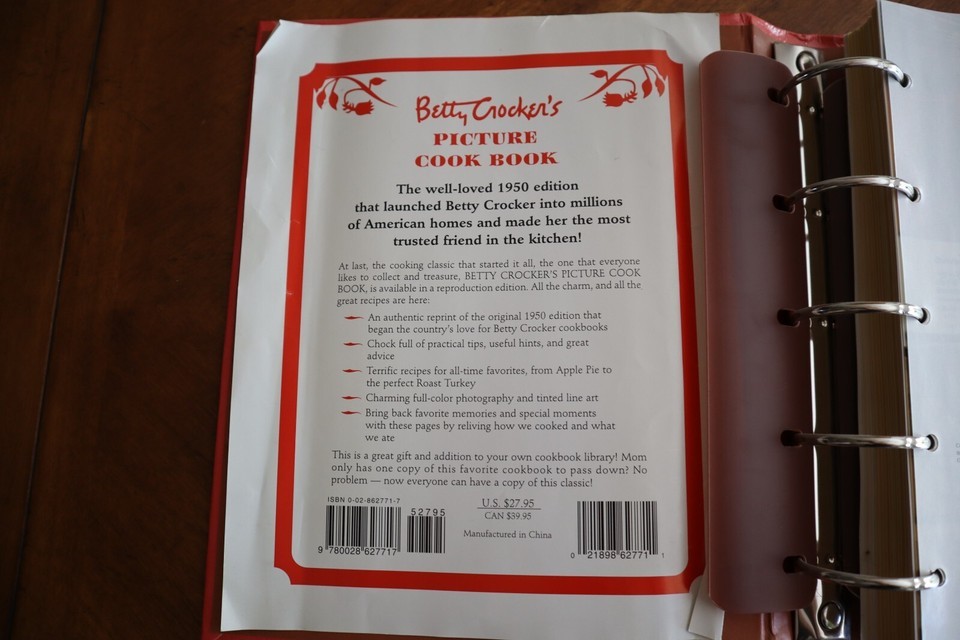 Betty Crocker's
PICTURE
COOK BOOK
The well-loved 1950 edition
that launched Betty Crocker into millions
of American homes and made her the most
trusted friend in the kitchen!
At last, the cooking classic that started it all, the one that everyone
likes to collect and treasure, BETTY CROCKER'S PICTURE COOK
BOOK, is available in a reproduction edition. All the charm, and all the
great recipes are here:
An authentic reprint of the original 1950 edition that
began the country's love for Betty Crocker cookbooks
Chock full of practical tips, useful hints, and great
advice
Terrific recipes for all-time favorites, from Apple Pie to
the perfect Roast Turkey
Charming full-color photography and tinted line art
Bring back favorite memories and special moments
with these pages by reliving how we cooked and what
we ate
This is a great gift and addition to your own cookbook library! Mom
only has one copy of this favorite cookbook to pass down? No
problem — now everyone can have a copy of this classic!
ISBN 0-02-862771-7
52795
9 780028 627717
U.S. $27.95
CAN $39.95
Manufactured in China
0 21898 62771 1